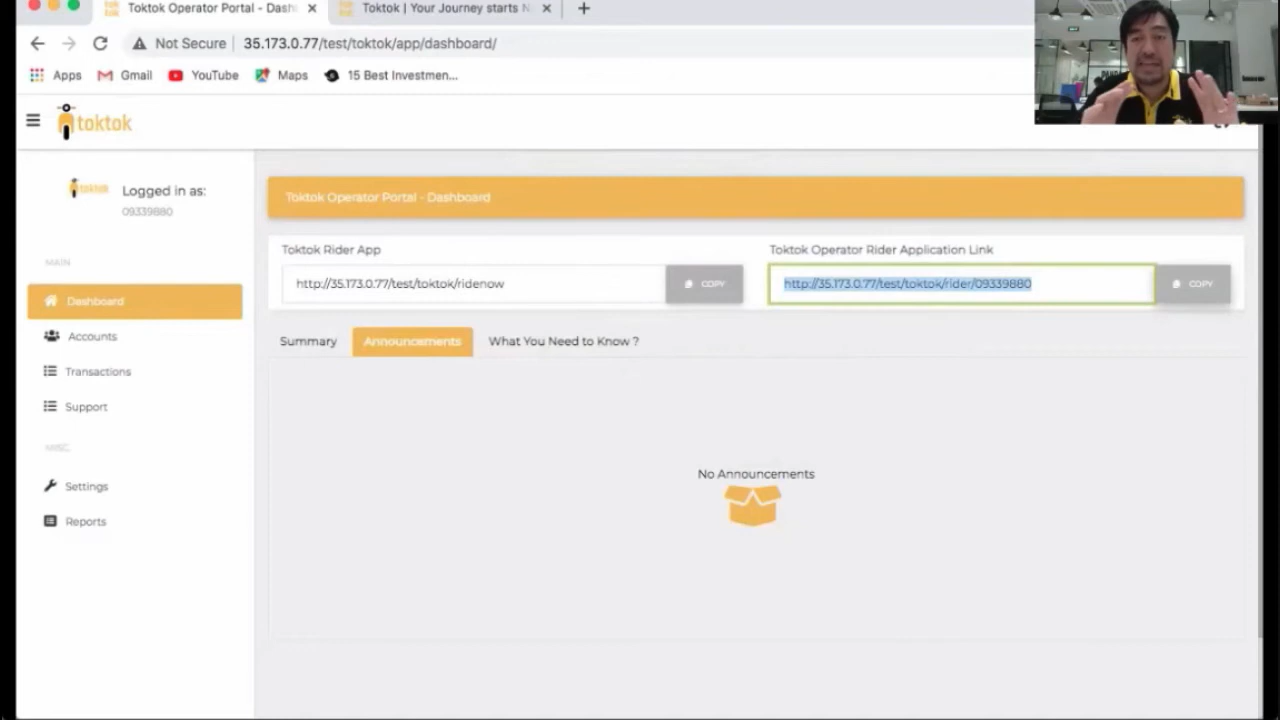 Toktok Operator Portal - Dash
Toktok | Your Journey starts N
Not Secure
35.173.0.77/test/toktok/app/dashboard/
Apps
Gmail
YouTube
Maps
15 Best Investmen...
toktok
toktok
Logged in as:
09339880
MAIN
Dashboard
Accounts
Transactions
Support
MISC.
Settings
Reports
Toktok Operator Portal - Dashboard
Toktok Rider App
http://35.173.0.77/test/toktok/ridenow
COPY
Toktok Operator Rider Application Link
http://35.173.0.77/test/toktok/rider/09339880
COPY
Summary
Announcements
What You Need to Know ?
No Announcements